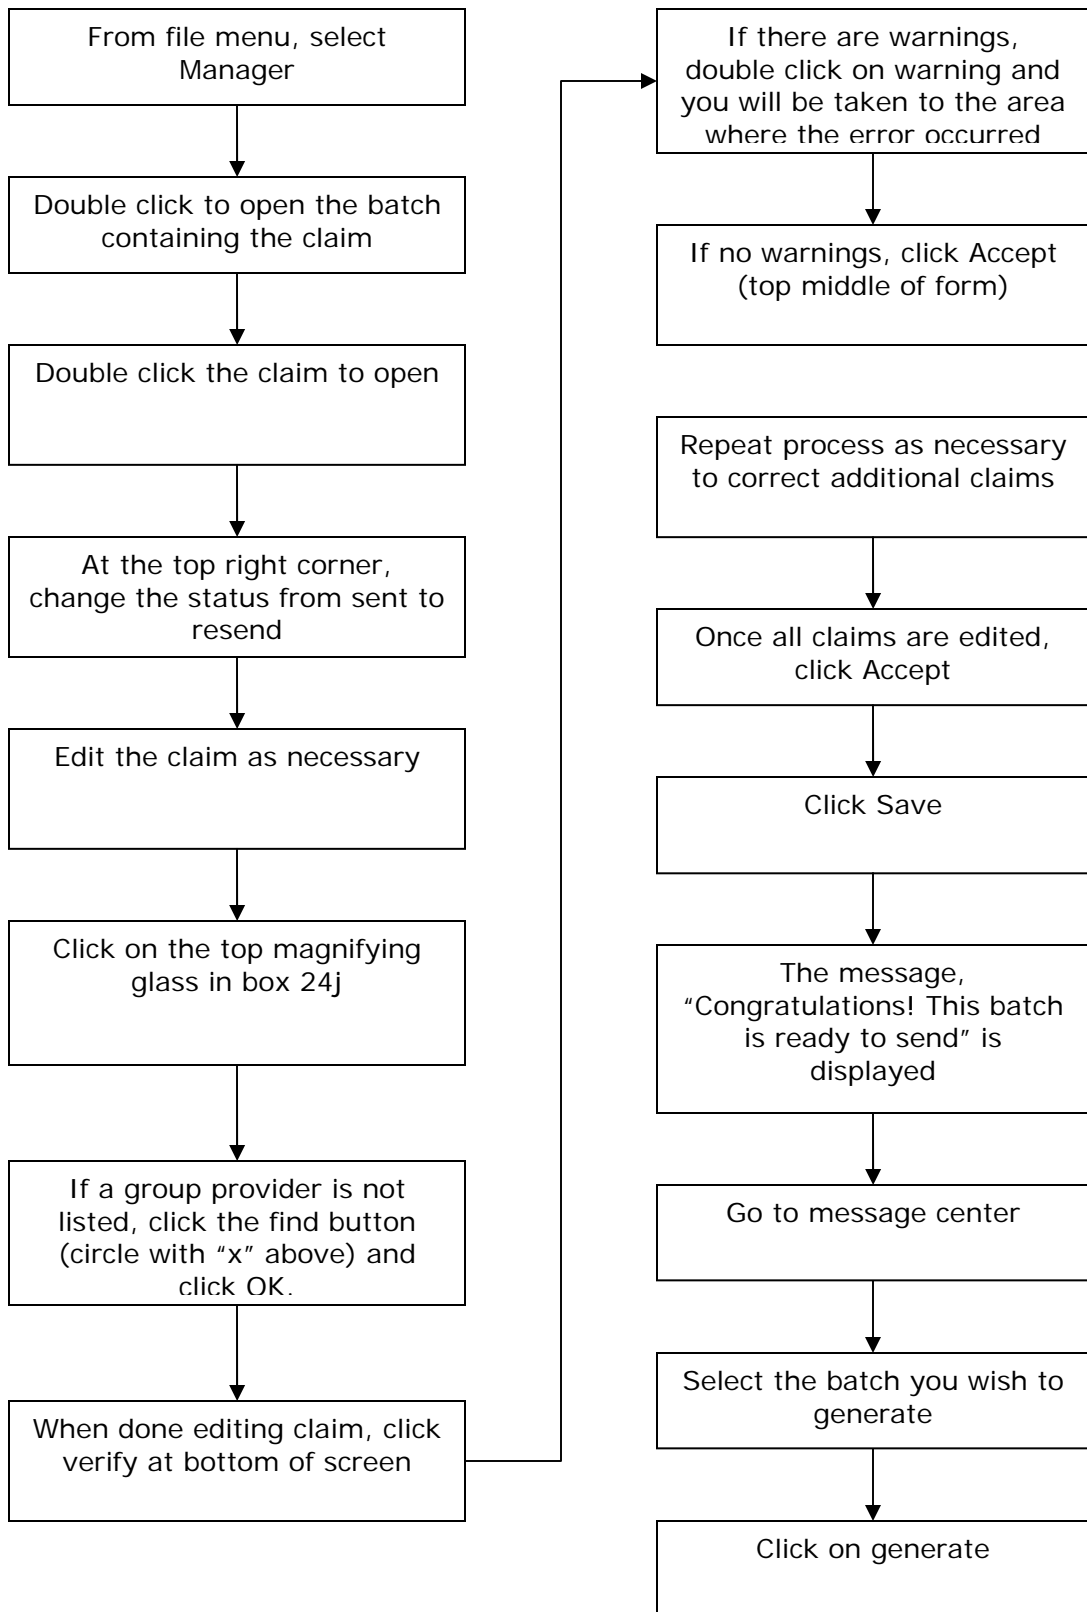 From file menu, select
Manager
Double click to open the batch
containing the claim
Double click the claim to open
At the top right corner,
change the status from sent to
resend
Edit the claim as necessary
Click on the top magnifying
glass in box 24j
If a group provider is not
listed, click the find button
(circle with “x” above) and
click OK.
When done editing claim, click
verify at bottom of screen
If there are warnings,
double click on warning and
you will be taken to the area
where the error occurred
If no warnings, click Accept
(top middle of form)
Repeat process as necessary
to correct additional claims
Once all claims are edited,
click Accept
Click Save
The message,
“Congratulations! This batch
is ready to send” is
displayed
Go to message center
Select the batch you wish to
generate
Click on generate